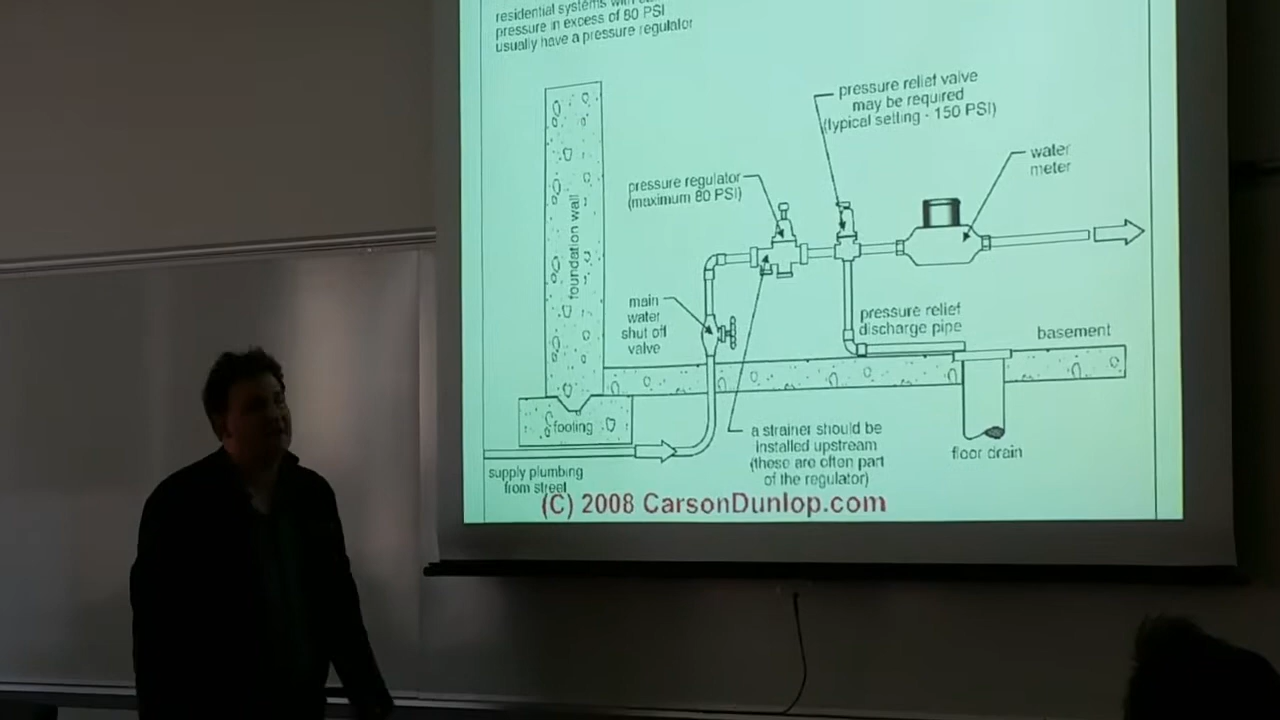 residential systems with
pressure in excess of 80 PSI
usually have a pressure regulator
pressure relief valve
may be required
(typical setting - 150 PSI)
water
meter
pressure regulator
(maximum 80 PSI)
foundation wall
main
water
shut off
valve
pressure relief
discharge pipe
basement
footing
a strainer should be
installed upstream
(these are often part
of the regulator)
floor drain
supply plumbing
from street
(C) 2008 CarsonDunlop.com